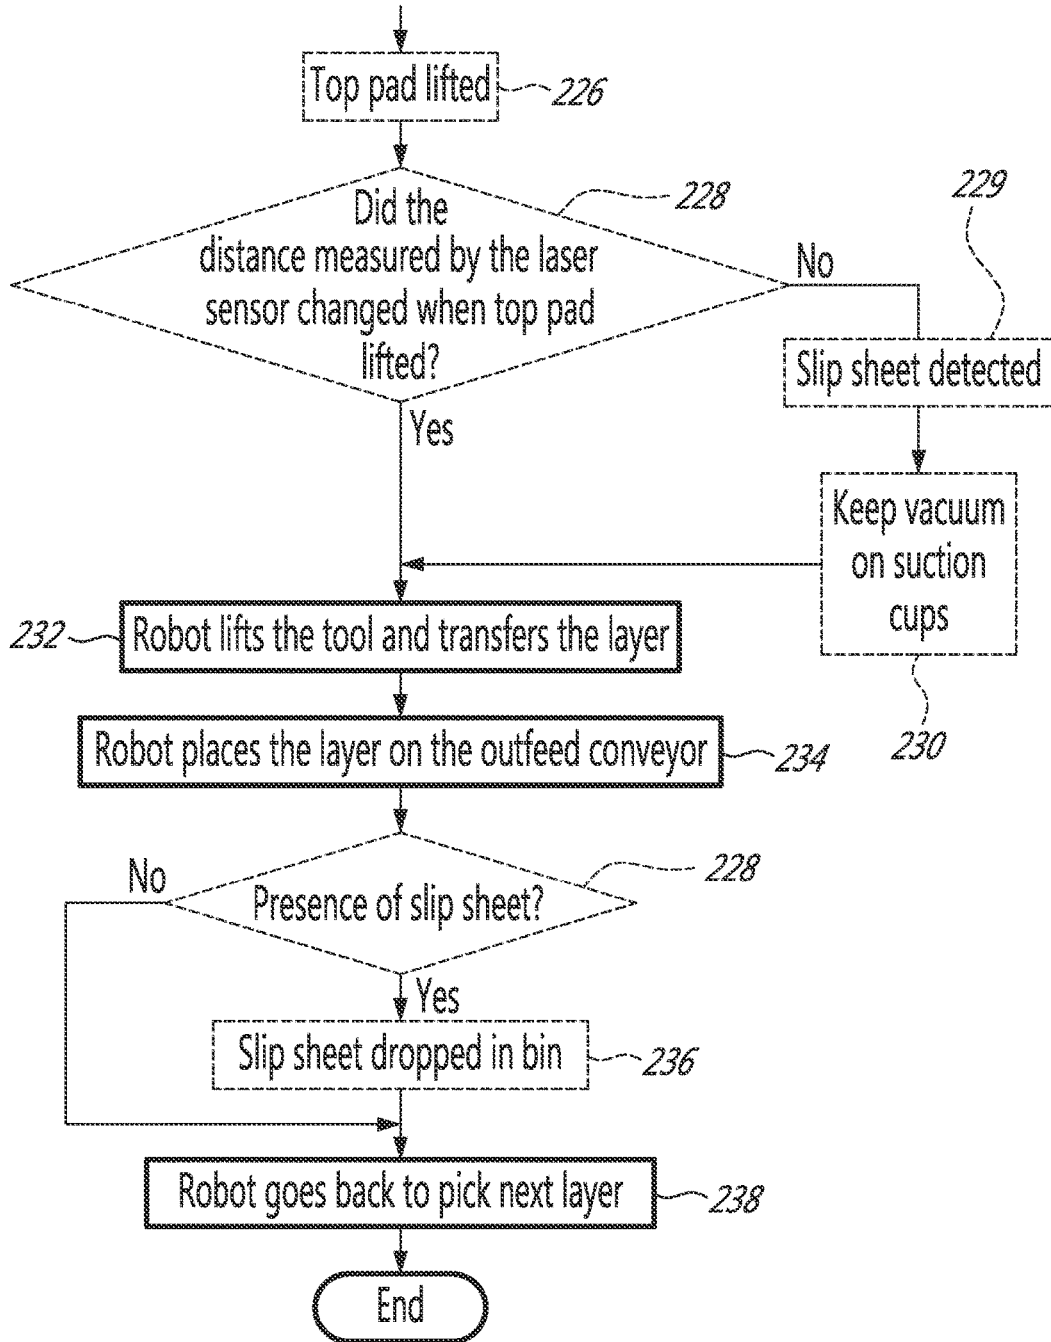 Top pad lifted
226
Did the
distance measured by the laser
sensor changed when top pad
lifted?
228
No
229
Slip sheet detected
Yes
Keep vacuum
on suction
cups
230
232
Robot lifts the tool and transfers the layer
Robot places the layer on the outfeed conveyor
234
No
228
Presence of slip sheet?
Yes
Slip sheet dropped in bin
236
Robot goes back to pick next layer
238
End